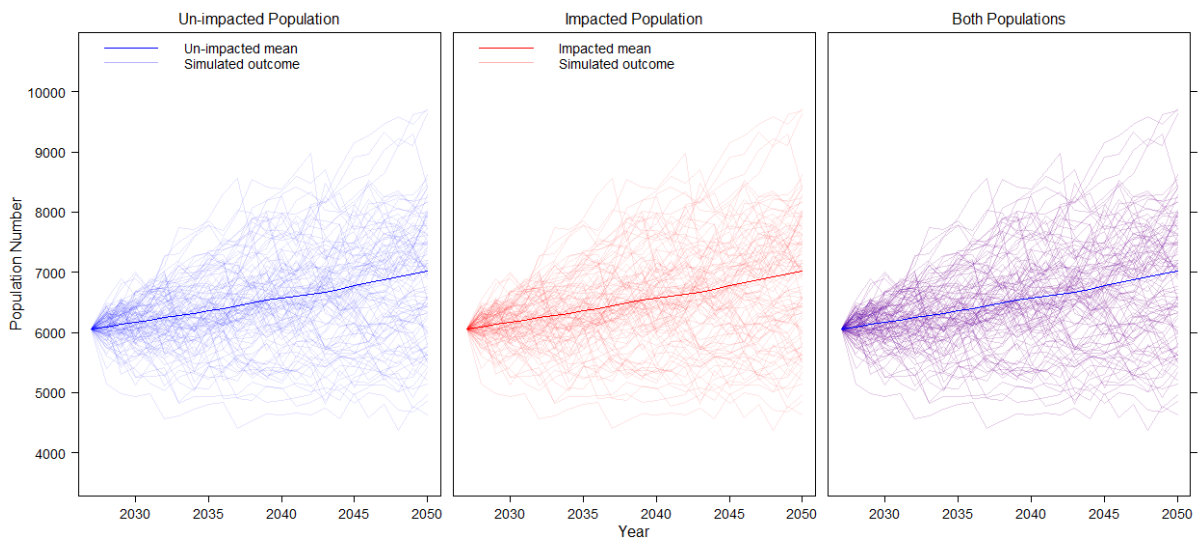 Un-impacted Population
Impacted Population
Both Populations
Un-impacted mean
Simulated outcome
Impacted mean
Simulated outcome
Population Number
10000
9000
8000
7000
6000
5000
4000
2030 2035 2040 2045 2050
2030 2035 2040 2045 2050
2030 2035 2040 2045 2050
Year